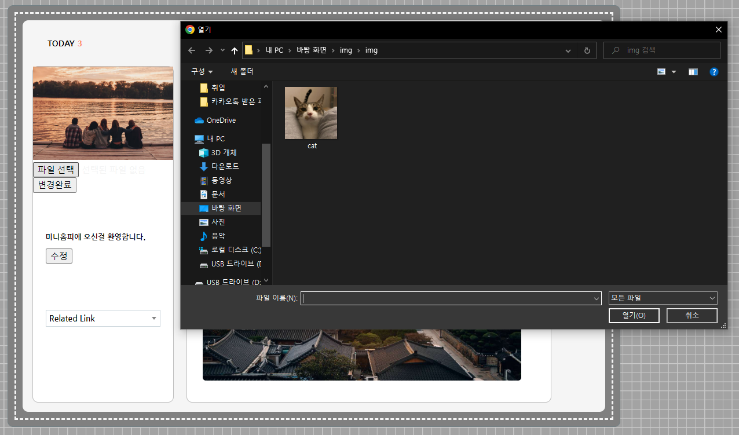 TODAY 3
파일 선택
변경완료
미니홈피에 오신걸 환영합니다.
수정
Related Link
열기
내 PC
바탕 화면
img
img
img 검색
구성
새 폴더
취업
카카오톡 받은
OneDrive
내 PC
3D 개체
다운로드
동영상
문서
바탕 화면
사진
음악
로컬 디스크 (C:)
USB 드라이브 (
USB 드라이브 (D:
cat
파일 이름(N):
모든 파일
열기(O)
취소